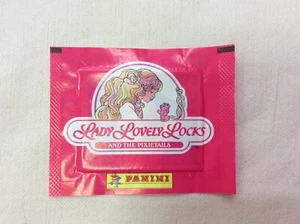 LADY LOVELY LOCKS
AND THE PIXIETAILS
PANINI